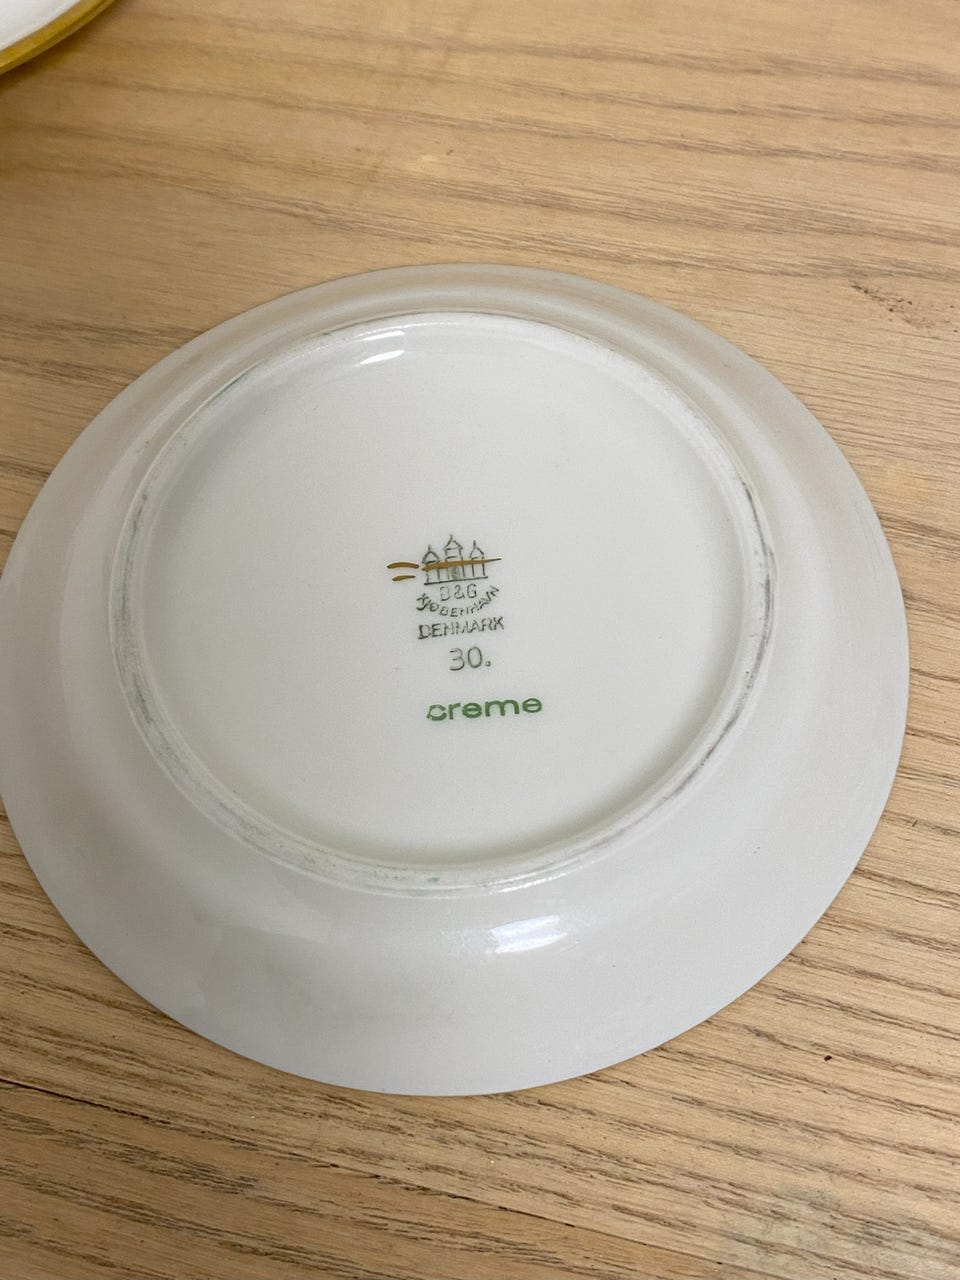 B&G
KJØBENHAVN
DENMARK
30.
creme